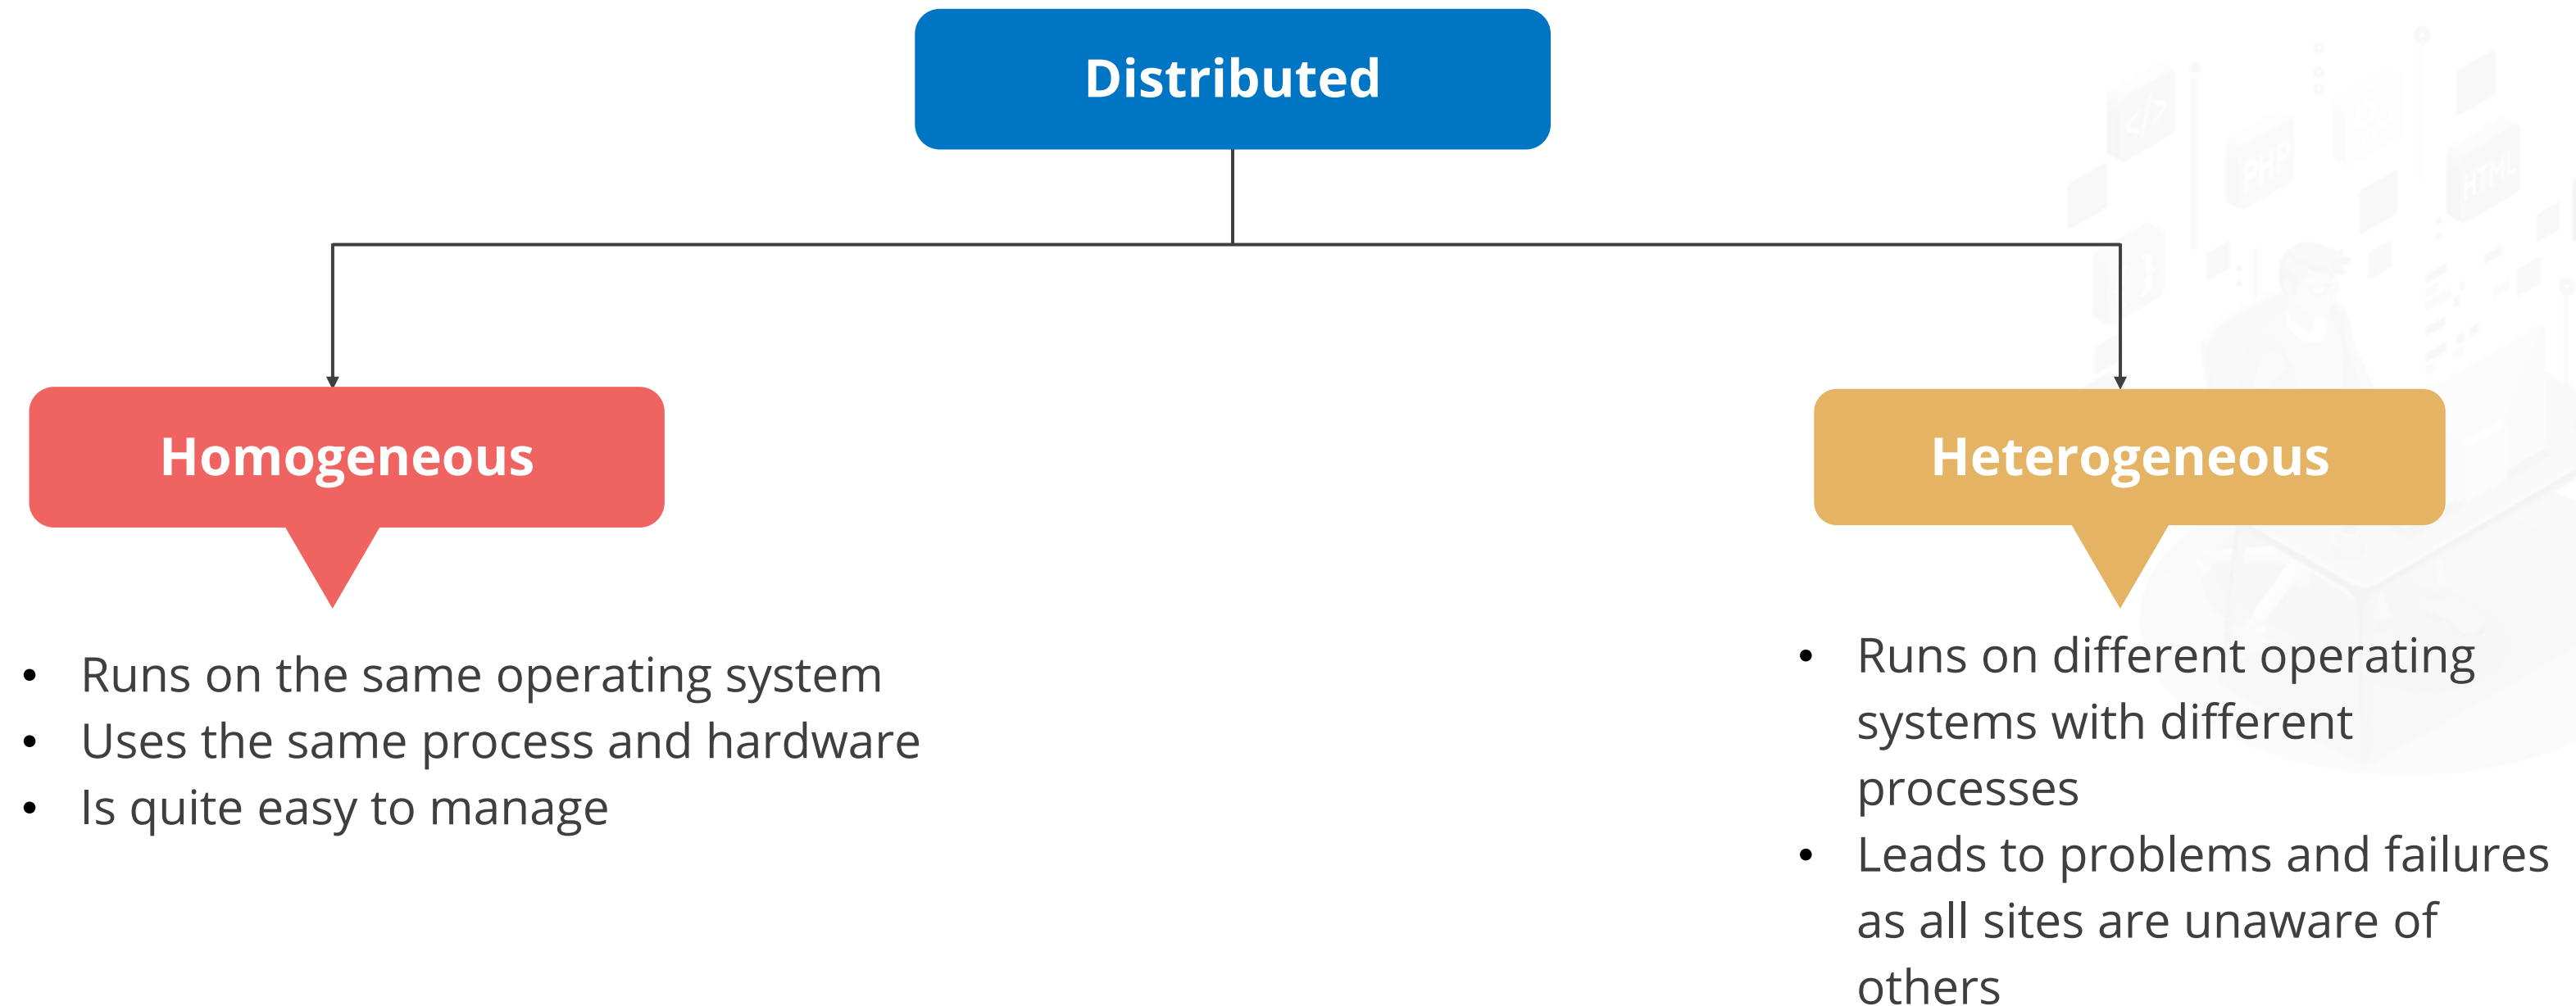 Distributed
</>
PHP
HTML
Homogeneous
Heterogeneous
• Runs on the same operating system
• Uses the same process and hardware
• Is quite easy to manage
• Runs on different operating
systems with different
processes
• Leads to problems and failures
as all sites are unaware of
others